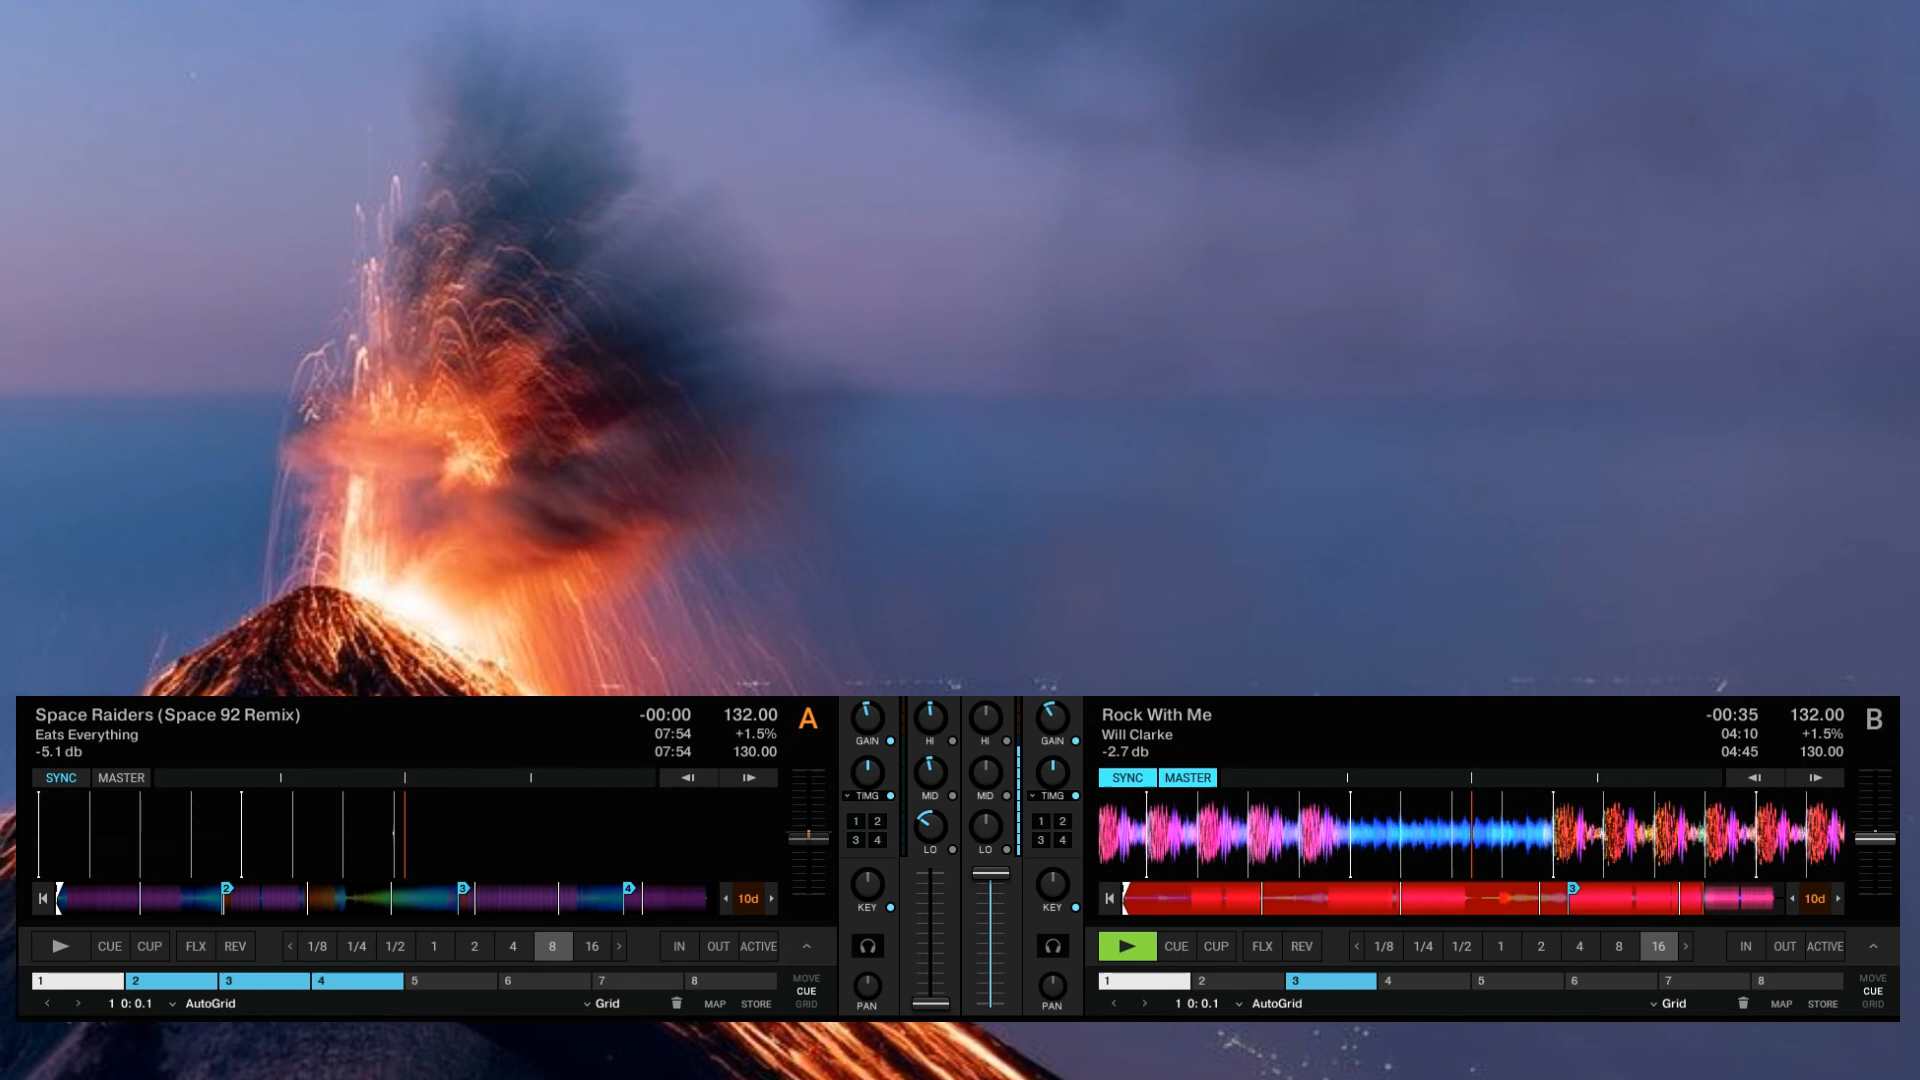 Space Raiders (Space 92 Remix) -00:00 132.00 A
Eats Everything 07:54 +1.5%
-5.1 db 07:54 130.00
SYNC MASTER
2 3 4
10d
CUE CUP FLX REV 1/8 1/4 1/2 1 2 4 8 16 IN OUT ACTIVE
1 2 3 4 5 6 7 8
MOVE
CUE
GRID
1 0: 0.1 AutoGrid Grid MAP STORE
GAIN HI HI GAIN
TIMG MID MID TIMG
1 2 1 2
3 4 3 4
LO LO
KEY KEY
PAN PAN
Rock With Me -00:35 132.00 B
Will Clarke 04:10 +1.5%
-2.7 db 04:45 130.00
SYNC MASTER
3
10d
CUE CUP FLX REV 1/8 1/4 1/2 1 2 4 8 16 IN OUT ACTIVE
1 2 3 4 5 6 7 8
MOVE
CUE
GRID
1 0: 0.1 AutoGrid Grid MAP STORE